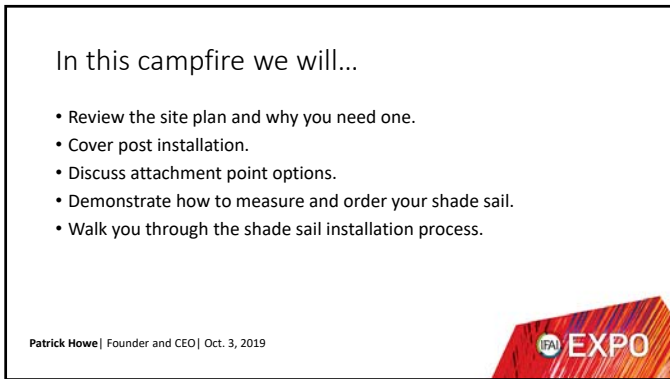 In this campfire we will…
• Review the site plan and why you need one.
• Cover post installation.
• Discuss attachment point options.
• Demonstrate how to measure and order your shade sail.
• Walk you through the shade sail installation process.
Patrick Howe| Founder and CEO| Oct. 3, 2019
IFAI EXPO